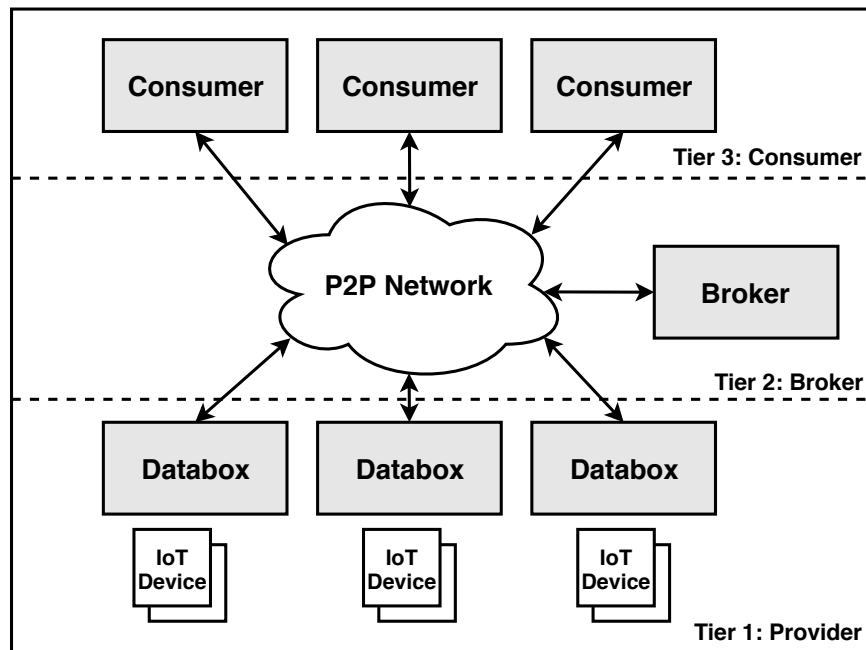 Consumer
Consumer
Consumer
Tier 3: Consumer
P2P Network
Broker
Tier 2: Broker
Databox
Databox
Databox
IoT
Device
IoT
Device
IoT
Device
Tier 1: Provider